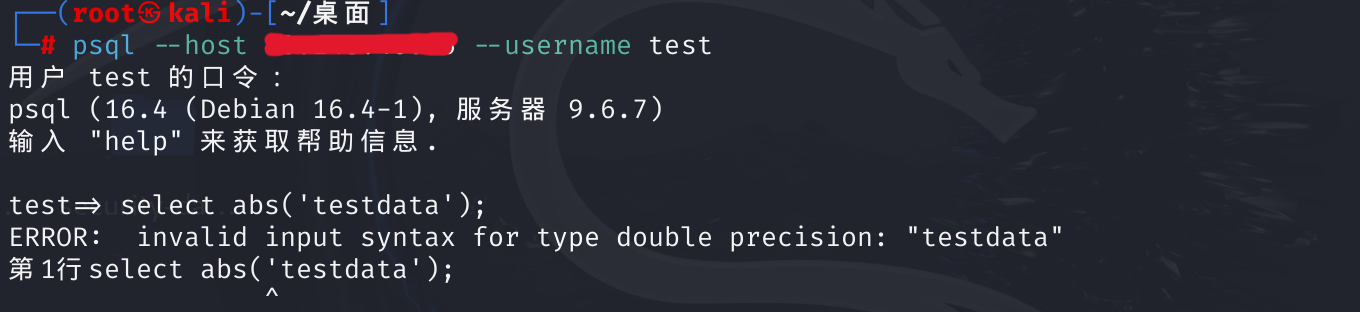 (root㉿kali)-[~/桌面]
# psql --host --username test
用户 test 的口令：
psql (16.4 (Debian 16.4-1), 服务器 9.6.7)
输入 "help" 来获取帮助信息.
test=> select abs('testdata');
ERROR:  invalid input syntax for type double precision: "testdata"
第1行select abs('testdata');
^